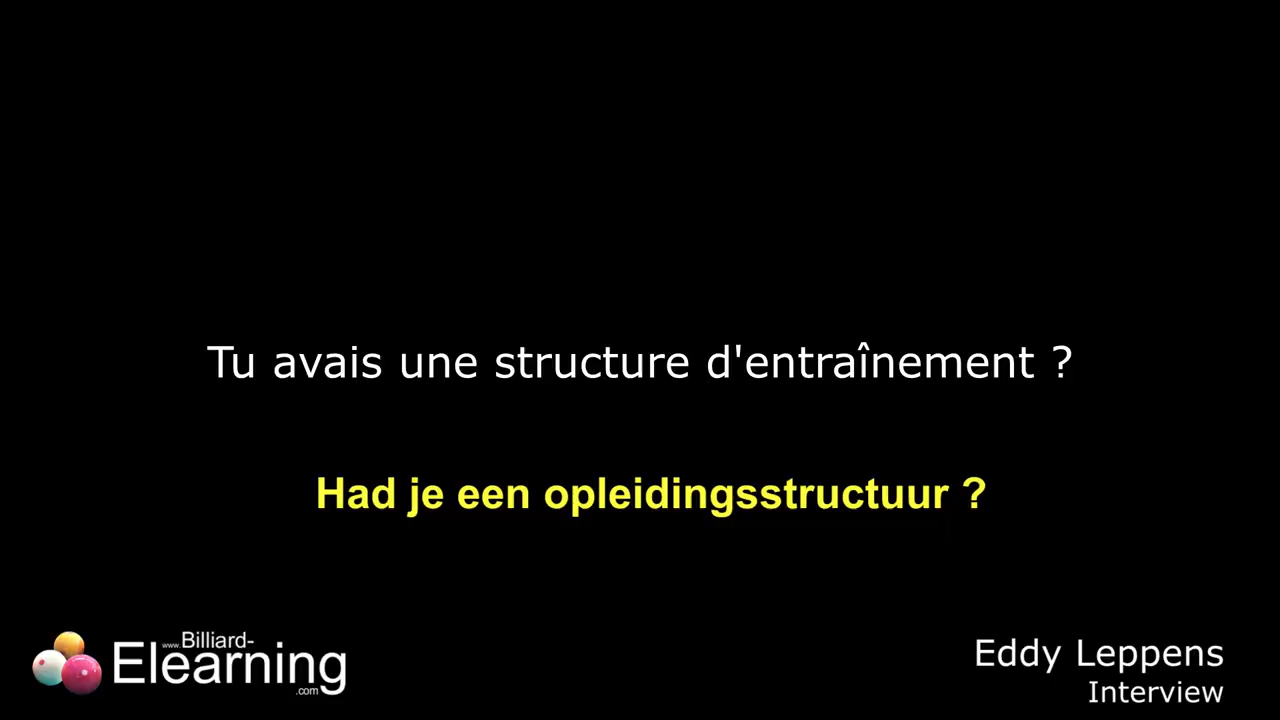 Tu avais une structure d'entraînement ?
Had je een opleidingsstructuur ?
www.Billiard-
Elearning
.com
Eddy Leppens
Interview